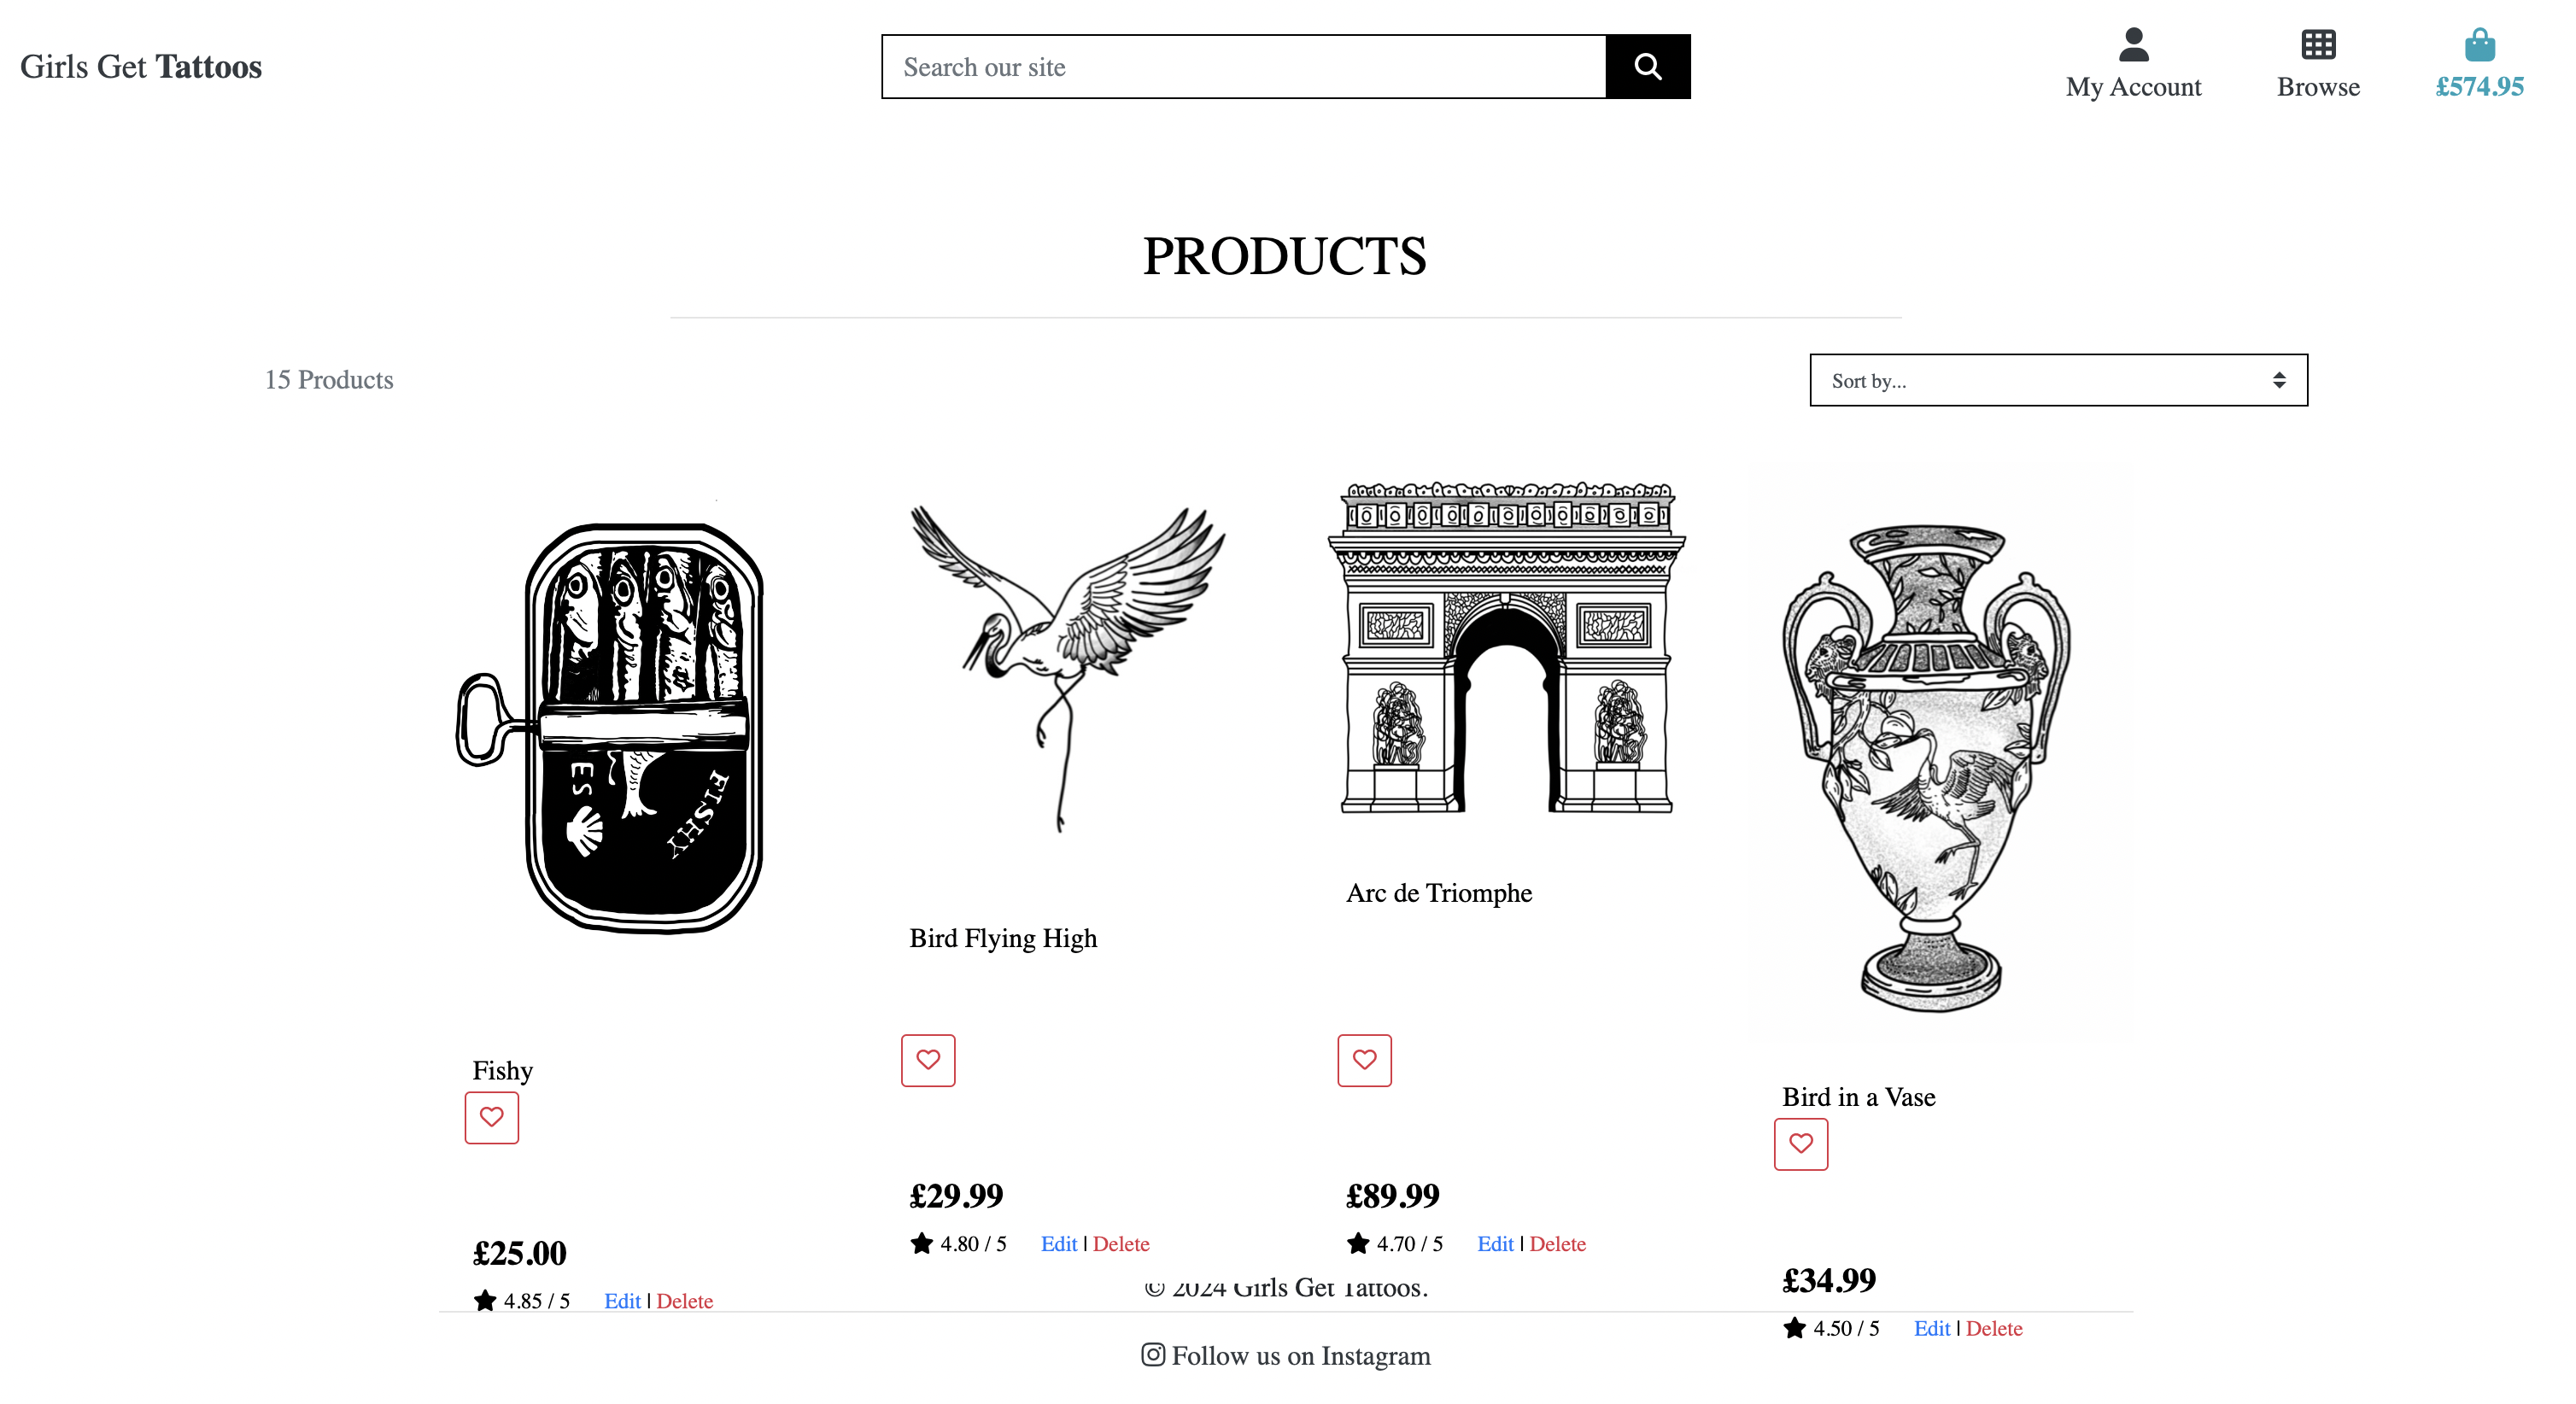 Girls Get Tattoos
Search our site
My Account
Browse
£574.95
PRODUCTS
15 Products
Sort by...
ES
FISHY
Fishy
£25.00
4.85 / 5 Edit | Delete
Bird Flying High
£29.99
4.80 / 5 Edit | Delete
Arc de Triomphe
£89.99
4.70 / 5 Edit | Delete
Bird in a Vase
£34.99
4.50 / 5 Edit | Delete
© 2024 Girls Get Tattoos.
Follow us on Instagram